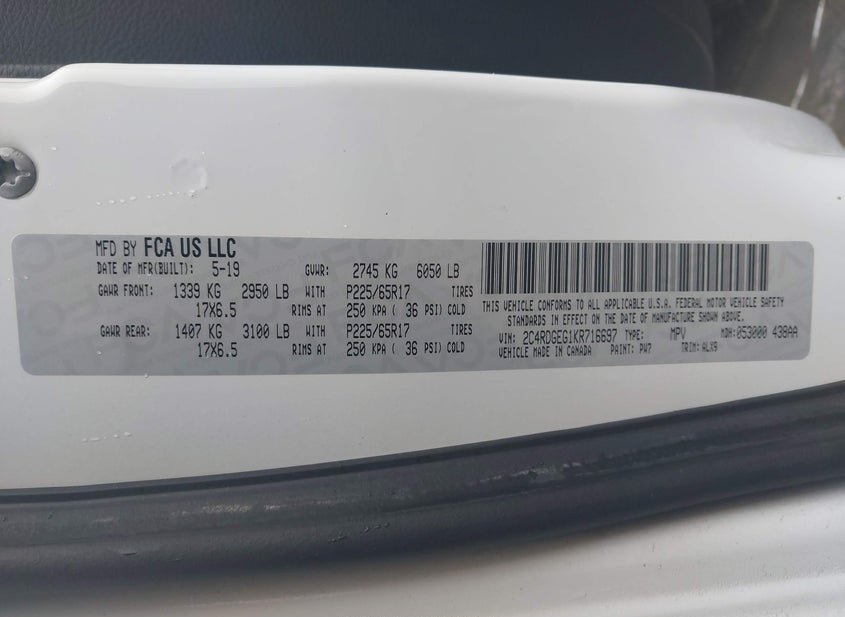 MFD BY FCA US LLC
DATE OF MFR(BUILT): 5-19 GVWR: 2745 KG 6050 LB
GAWR FRONT: 1339 KG 2950 LB WITH P225/65R17 TIRES
17X6.5 RIMS AT 250 KPA ( 36 PSI) COLD
GAWR REAR: 1407 KG 3100 LB WITH P225/65R17 TIRES
17X6.5 RIMS AT 250 KPA ( 36 PSI) COLD
THIS VEHICLE CONFORMS TO ALL APPLICABLE U.S.A. FEDERAL MOTOR VEHICLE SAFETY
STANDARDS IN EFFECT ON THE DATE OF MANUFACTURE SHOWN ABOVE.
VIN: 2C4RDGEG1KR716697 TYPE: MPV MDH: 053000 438AA
VEHICLE MADE IN CANADA PAINT: PW7 TRIM: ALX9